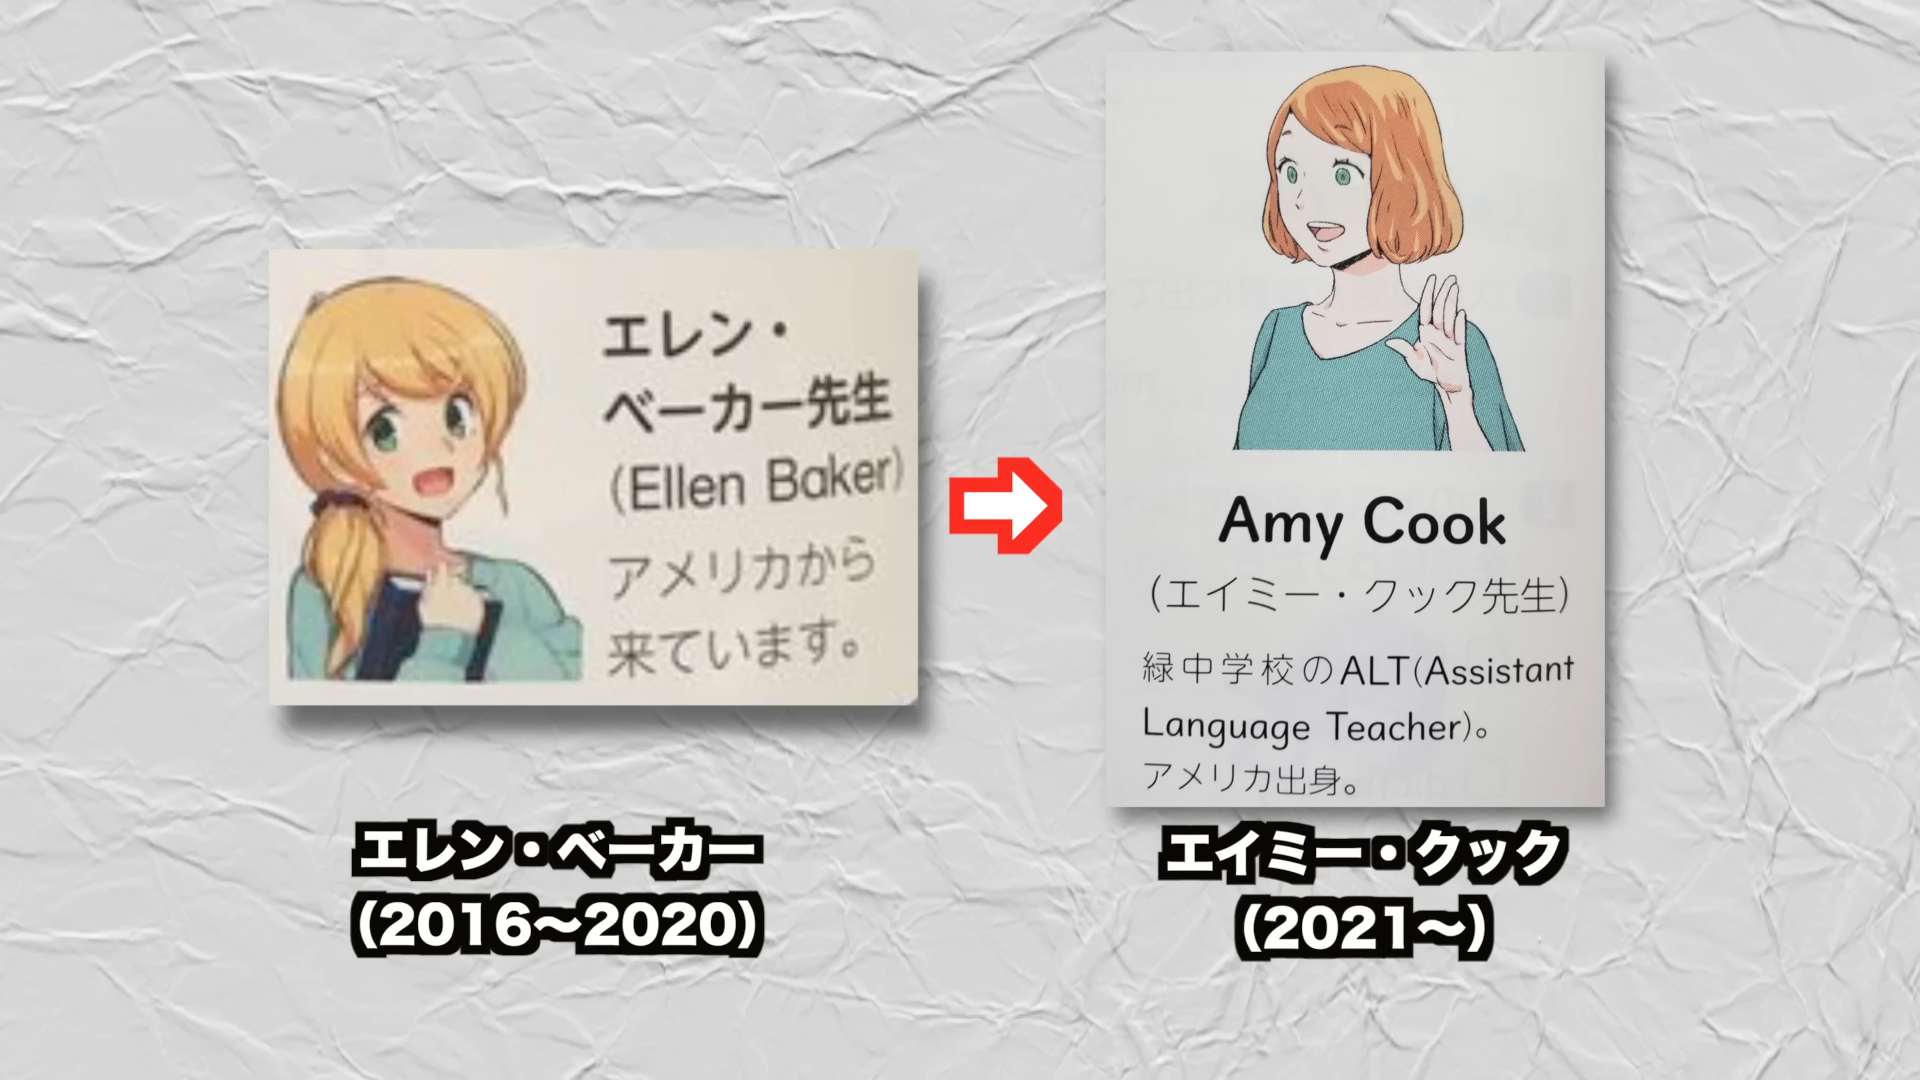 エレン・
ベーカー先生
(Ellen Baker)
アメリカから
来ています。
Amy Cook
(エイミー・クック先生)
緑中学校のALT(Assistant
Language Teacher)。
アメリカ出身。
エレン・ベーカー
(2016〜2020)
エイミー・クック
(2021〜)